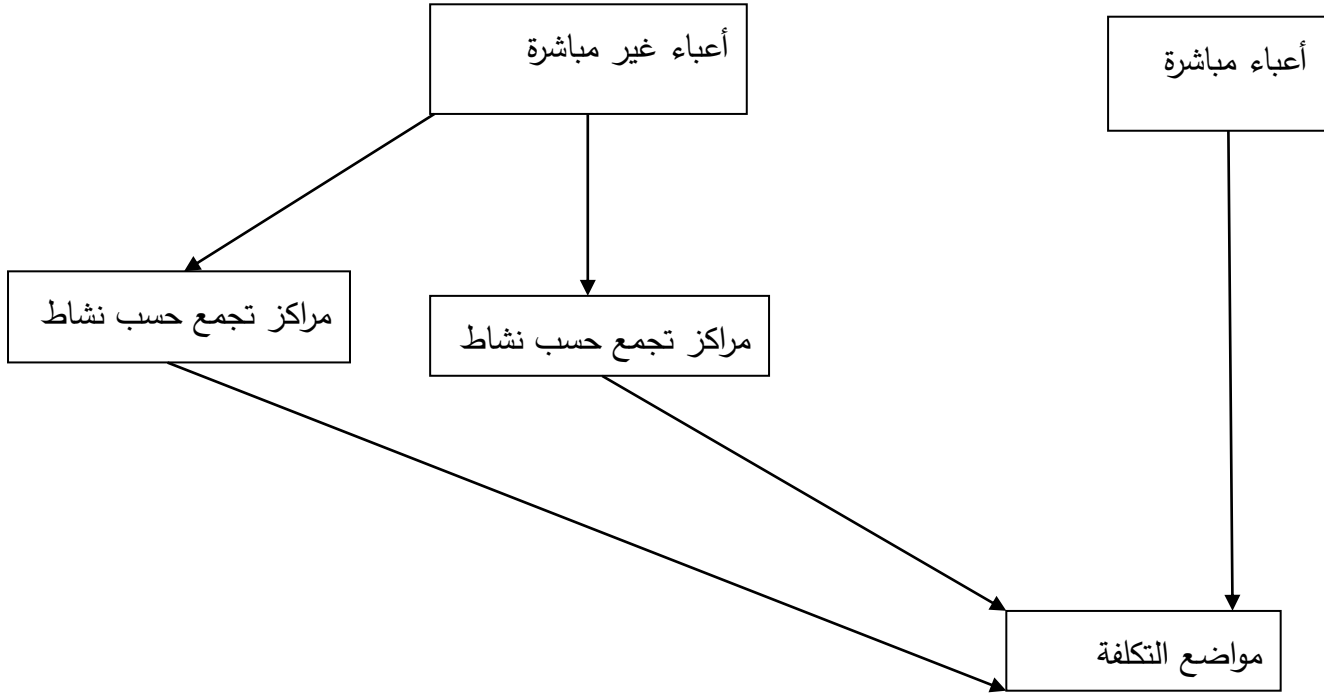 أعباء مباشرة
أعباء غير مباشرة
مراكز تجمع حسب نشاط
مراكز تجمع حسب نشاط
مواضع التكلفة